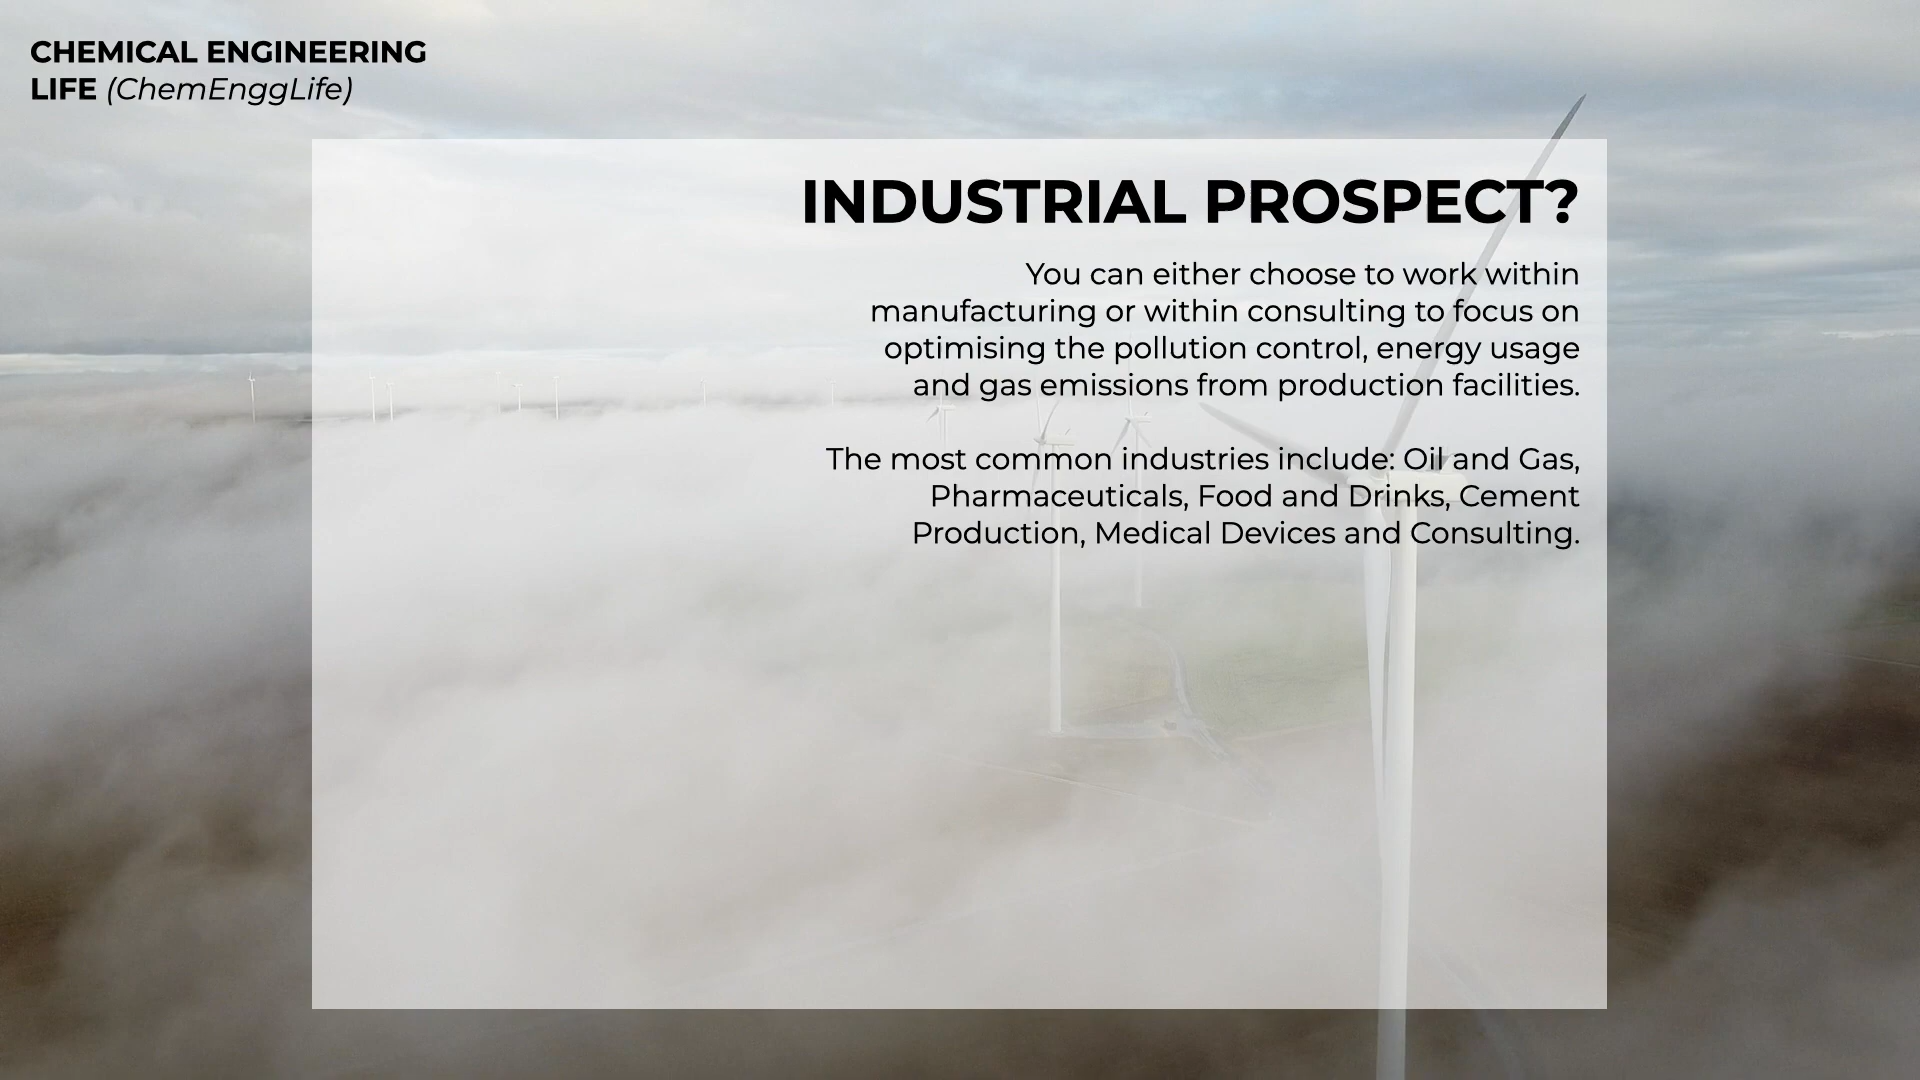 CHEMICAL ENGINEERING
LIFE (ChemEnggLife)
INDUSTRIAL PROSPECT?
You can either choose to work within
manufacturing or within consulting to focus on
optimising the pollution control, energy usage
and gas emissions from production facilities.
The most common industries include: Oil and Gas,
Pharmaceuticals, Food and Drinks, Cement
Production, Medical Devices and Consulting.